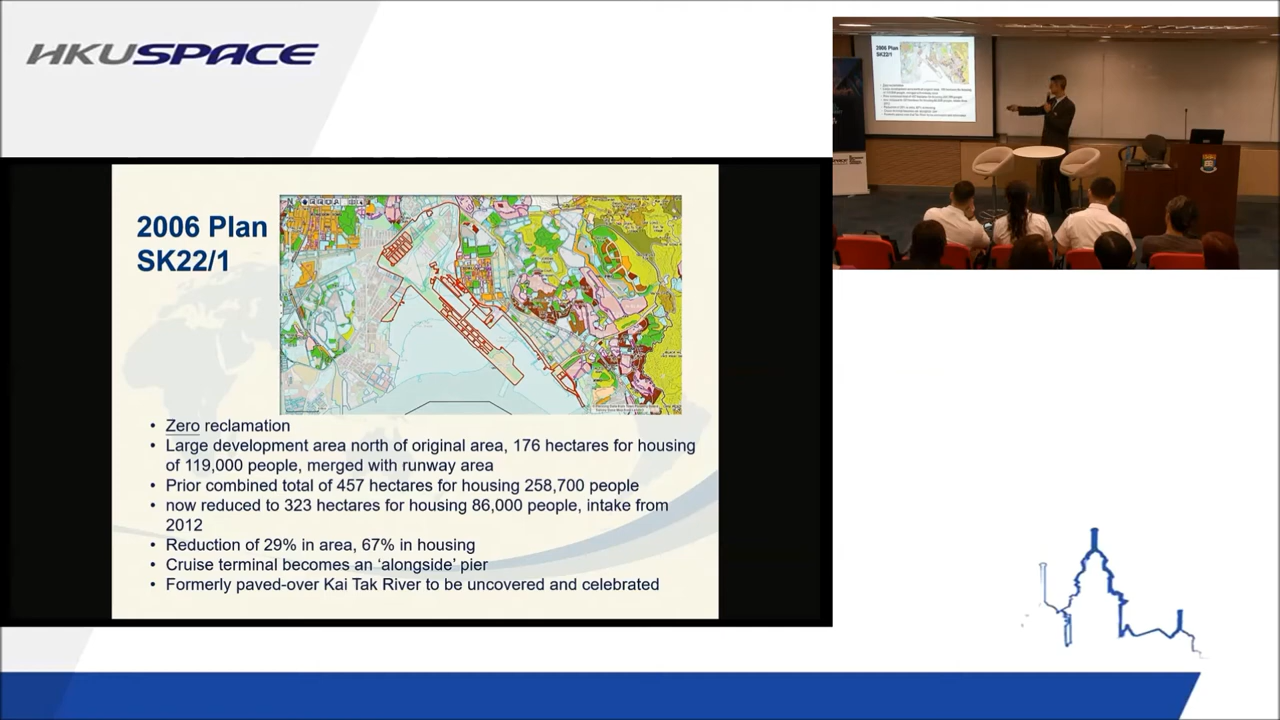 HKUSPACE
2006 Plan
SK22/1
• Zero reclamation
• Large development area north of original area, 176 hectares for housing
of 119,000 people, merged with runway area
• Prior combined total of 457 hectares for housing 258,700 people
• now reduced to 323 hectares for housing 86,000 people, intake from
2012
• Reduction of 29% in area, 67% in housing
• Cruise terminal becomes an ‘alongside’ pier
• Formerly paved-over Kai Tak River to be uncovered and celebrated
2006 Plan
SK22/1